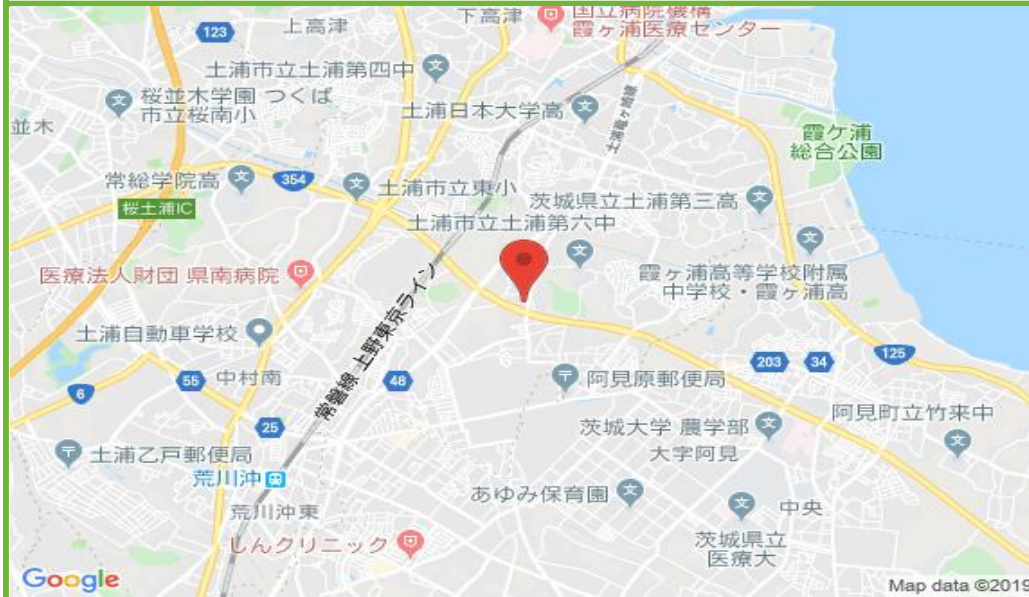 下高津
国立病院機構
霞ヶ浦医療センター
123
上高津
土浦市立土浦第四中
桜並木学園 つくば
市立桜南小
並木
土浦日本大学高
霞ケ浦
総合公園
常総学院高
354
土浦市立東小
茨城県立土浦第三高
桜土浦IC
土浦市立土浦第六中
医療法人財団 県南病院
霞ヶ浦高等学校附属
中学校・霞ヶ浦高
常磐線 上野東京ライン
土浦自動車学校
203
34
125
6
55
中村南
48
阿見原郵便局
25
茨城大学 農学部
大字阿見
阿見町立竹来中
土浦乙戸郵便局
荒川沖
あゆみ保育園
中央
荒川沖東
しんクリニック
茨城県立
医療大
Google
Map data ©2019